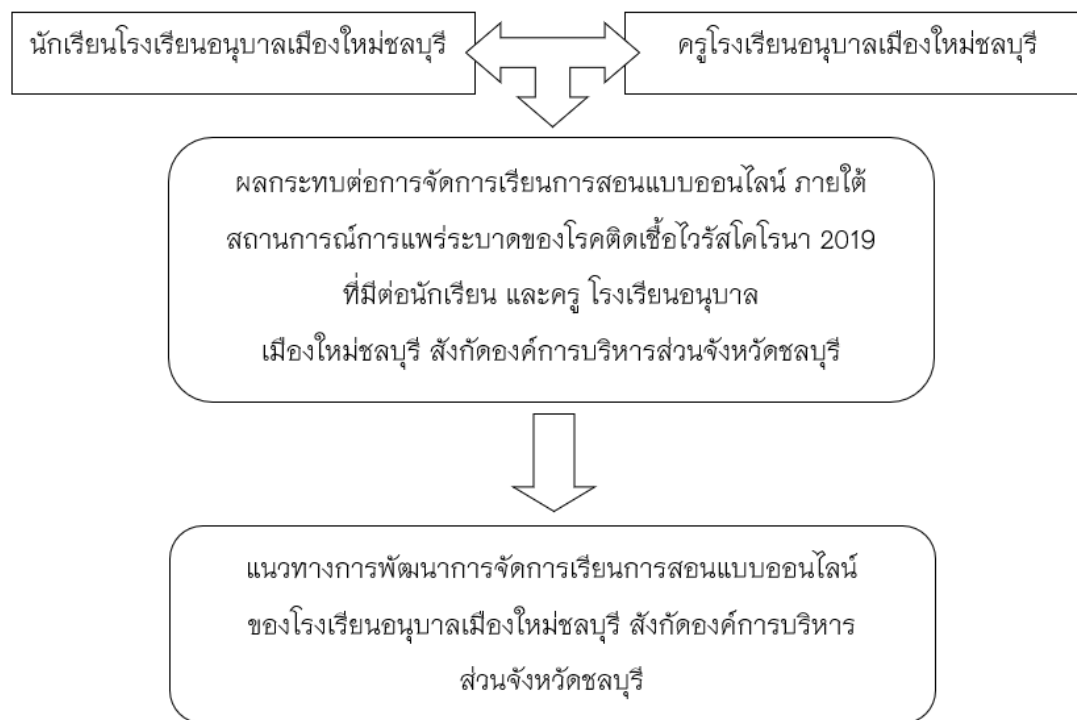 นักเรียนโรงเรียนอนุบาลเมืองใหม่ชลบุรี
ครูโรงเรียนอนุบาลเมืองใหม่ชลบุรี
ผลกระทบต่อการจัดการเรียนการสอนแบบออนไลน์ ภายใต้
สถานการณ์การแพร่ระบาดของโรคติดเชื้อไวรัสโคโรนา 2019
ที่มีต่อนักเรียน และครู โรงเรียนอนุบาล
เมืองใหม่ชลบุรี สังกัดองค์การบริหารส่วนจังหวัดชลบุรี
แนวทางการพัฒนาการจัดการเรียนการสอนแบบออนไลน์
ของโรงเรียนอนุบาลเมืองใหม่ชลบุรี สังกัดองค์การบริหาร
ส่วนจังหวัดชลบุรี